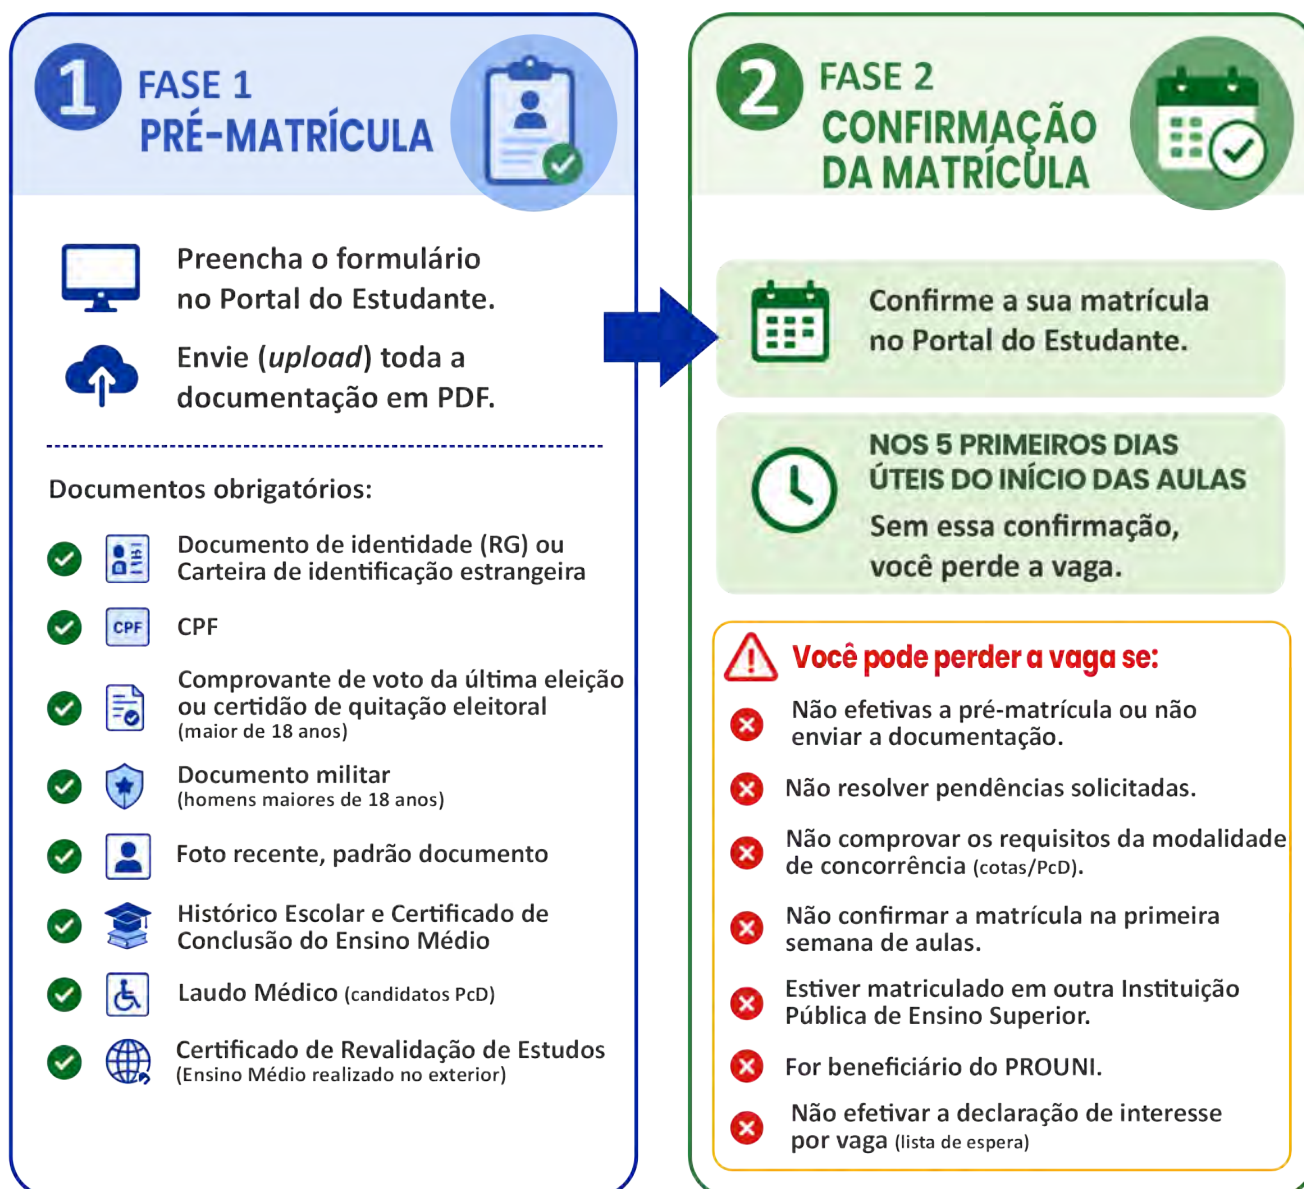 1
FASE 1
PRÉ-MATRÍCULA
Preencha o formulário
no Portal do Estudante.
Envie (upload) toda a
documentação em PDF.
Documentos obrigatórios:
Documento de identidade (RG) ou
Carteira de identificação estrangeira
CPF
CPF
Comprovante de voto da última eleição
ou certidão de quitação eleitoral
(maior de 18 anos)
Documento militar
(homens maiores de 18 anos)
Foto recente, padrão documento
Histórico Escolar e Certificado de
Conclusão do Ensino Médio
Laudo Médico (candidatos PcD)
Certificado de Revalidação de Estudos
(Ensino Médio realizado no exterior)
2
FASE 2
CONFIRMAÇÃO
DA MATRÍCULA
Confirme a sua matrícula
no Portal do Estudante.
NOS 5 PRIMEIROS DIAS
ÚTEIS DO INÍCIO DAS AULAS
Sem essa confirmação,
você perde a vaga.
Você pode perder a vaga se:
Não efetivas a pré-matrícula ou não
enviar a documentação.
Não resolver pendências solicitadas.
Não comprovar os requisitos da modalidade
de concorrência (cotas/PcD).
Não confirmar a matrícula na primeira
semana de aulas.
Estiver matriculado em outra Instituição
Pública de Ensino Superior.
For beneficiário do PROUNI.
Não efetivar a declaração de interesse
por vaga (lista de espera)